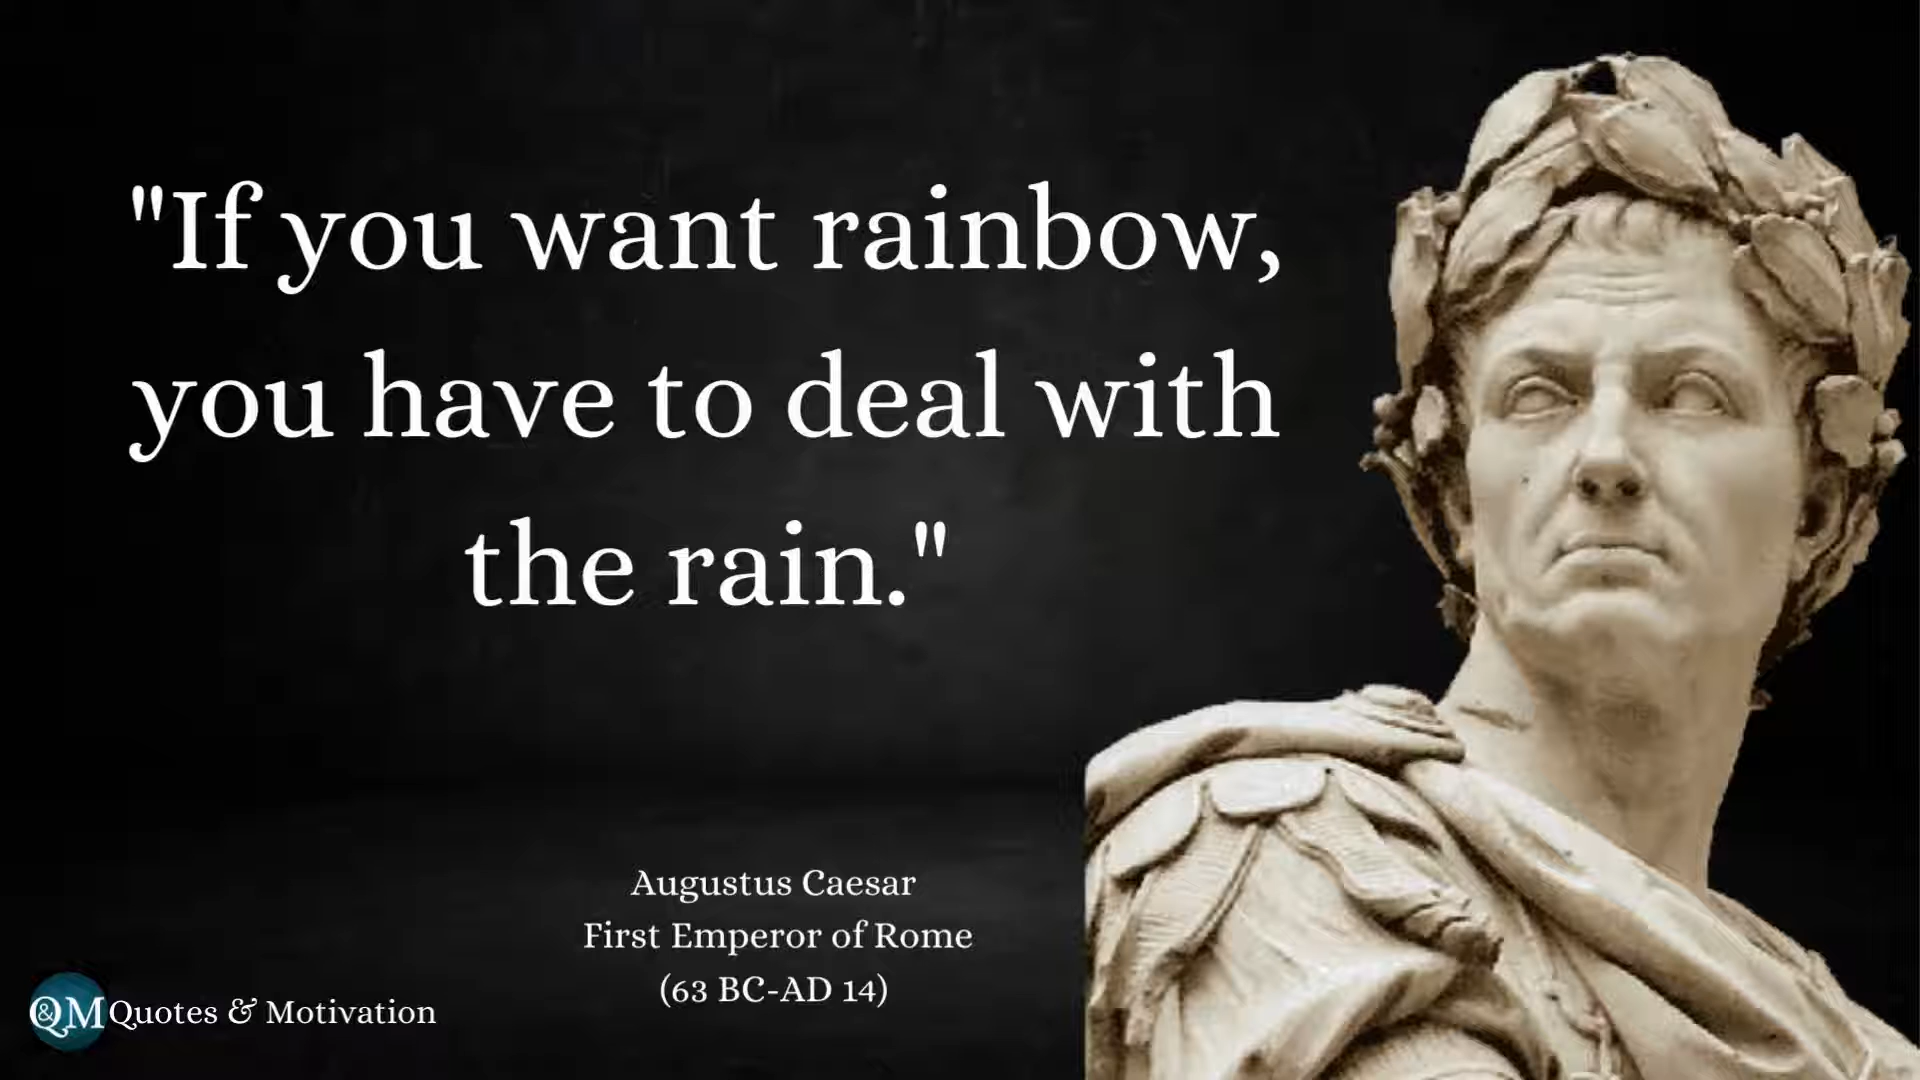 "If you want rainbow,
you have to deal with
the rain."
Augustus Caesar
First Emperor of Rome
(63 BC-AD 14)
Q&M Quotes & Motivation